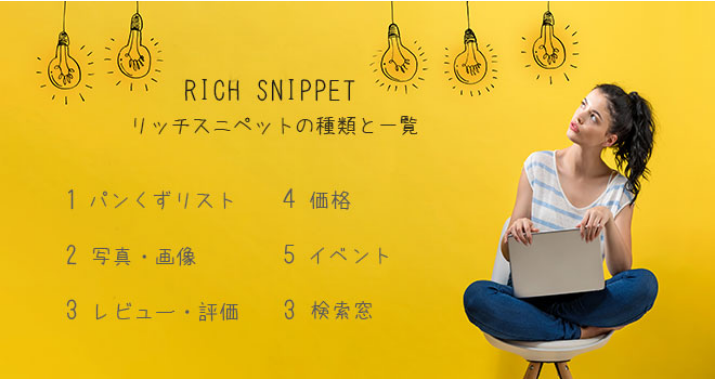 RICH SNIPPET
リッチスニペットの種類と一覧
1 パンくずリスト
2 写真・画像
3 レビュー・評価
4 価格
5 イベント
3 検索窓